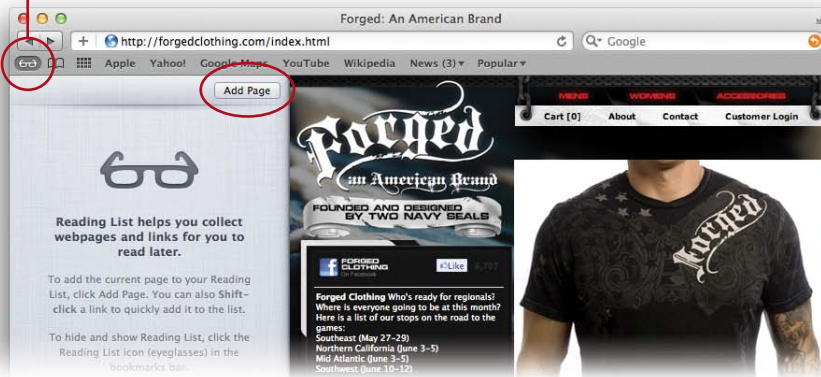 Forged: An American Brand
http://forgedclothing.com/index.html
Google
Apple Yahoo! Google Maps YouTube Wikipedia News (3) Popular
Add Page
Reading List helps you collect
webpages and links for you to
read later.
To add the current page to your Reading
List, click Add Page. You can also Shift-
click a link to quickly add it to the list.
To hide and show Reading List, click the
Reading List icon (eyeglasses) in the
bookmarks bar.
Forged
an American Brand
FOUNDED AND DESIGNED
BY TWO NAVY SEALS
FORGED
CLOTHING
On Facebook
Like 6,707
Forged Clothing Who's ready for regionals?
Where is everyone going to be at this month?
Here is a list of our stops on the road to the
games:
Southeast (May 27-29)
Northern California (June 3-5)
Mid Atlantic (June 3-5)
Southwest (June 10-12)
MENS WOMENS ACCESSORIES
Cart [0] About Contact Customer Login
Forged